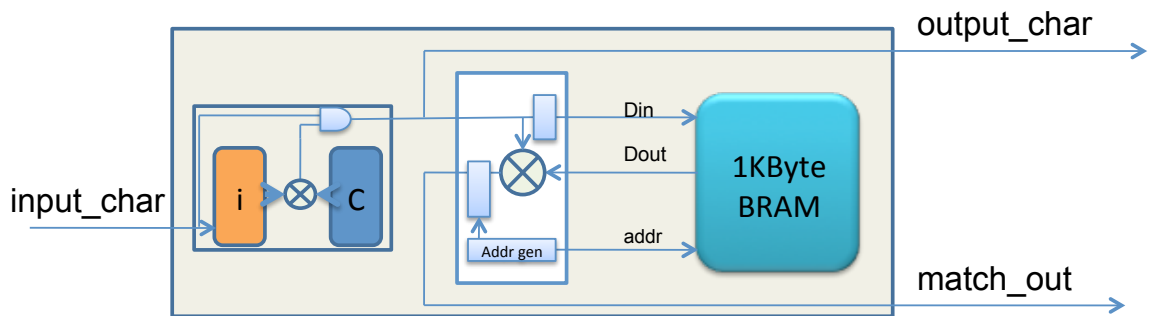 output_char
Din
Dout
1KByte
BRAM
i
C
input_char
addr
Addr gen
match_out